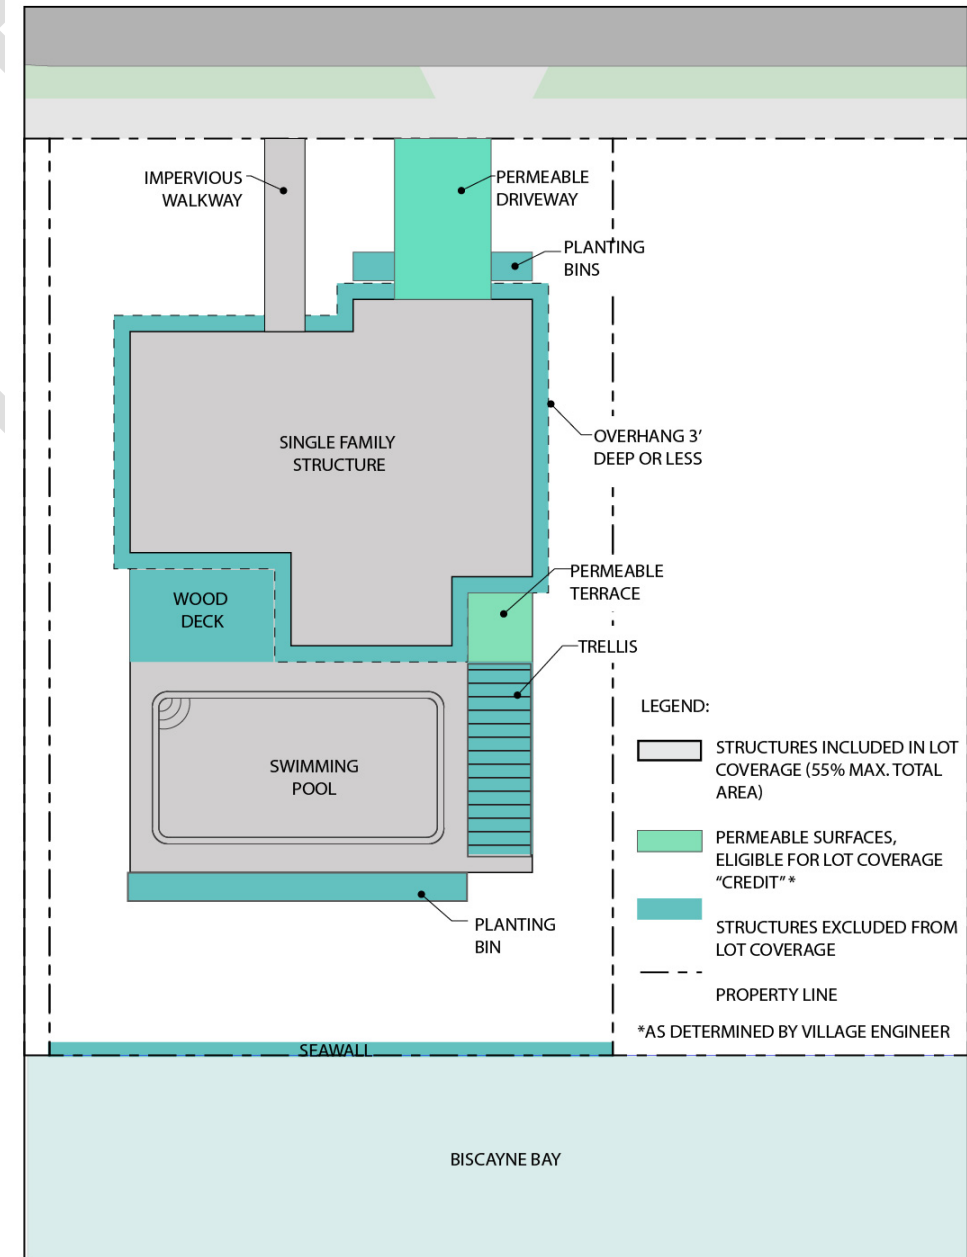 IMPERVIOUS
WALKWAY
PERMEABLE
DRIVEWAY
PLANTING
BINS
SINGLE FAMILY
STRUCTURE
OVERHANG 3’
DEEP OR LESS
WOOD
DECK
PERMEABLE
TERRACE
TRELLIS
SWIMMING
POOL
PLANTING
BIN
LEGEND:
STRUCTURES INCLUDED IN LOT
COVERAGE (55% MAX. TOTAL
AREA)
PERMEABLE SURFACES,
ELIGIBLE FOR LOT COVERAGE
“CREDIT” *
STRUCTURES EXCLUDED FROM
LOT COVERAGE
PROPERTY LINE
*AS DETERMINED BY VILLAGE ENGINEER
SEAWALL
BISCAYNE BAY